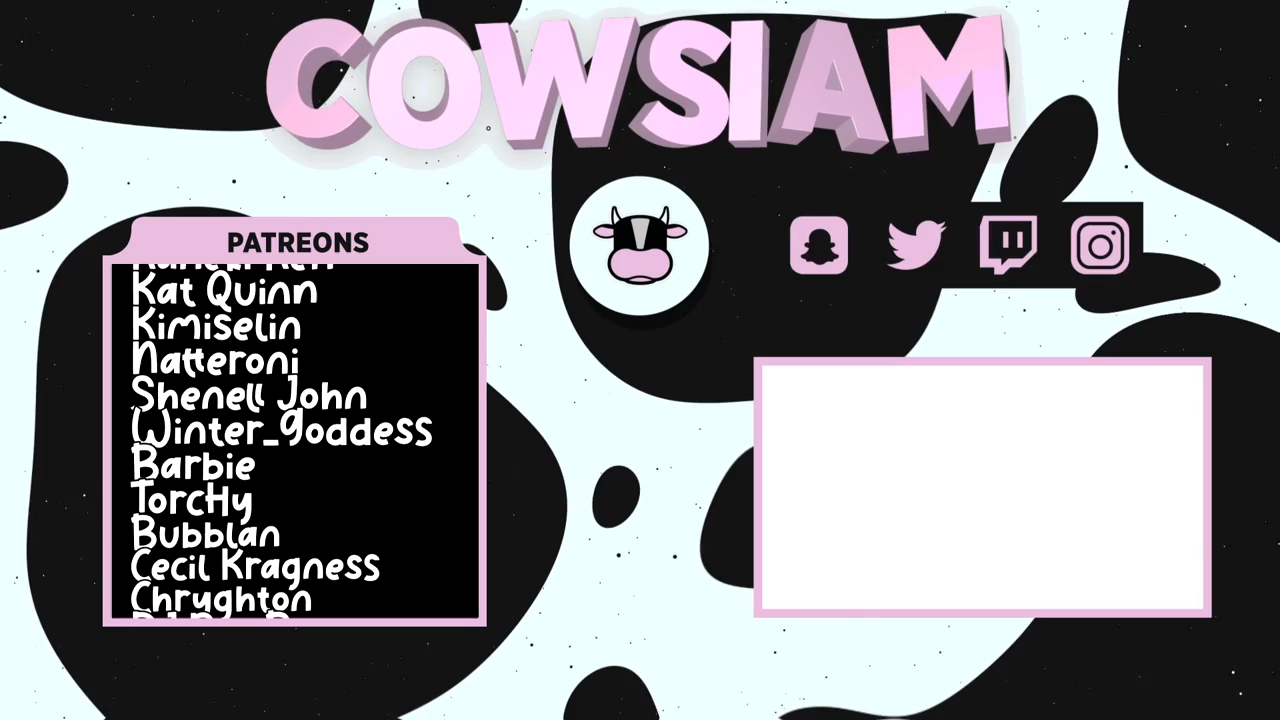 COWSIAM
PATREONS
Kat Quinn
Kimiselin
Natteroni
Shenell John
Winter_goddess
Barbie
Torchy
Bubblan
Cecil Kragness
Chrughton